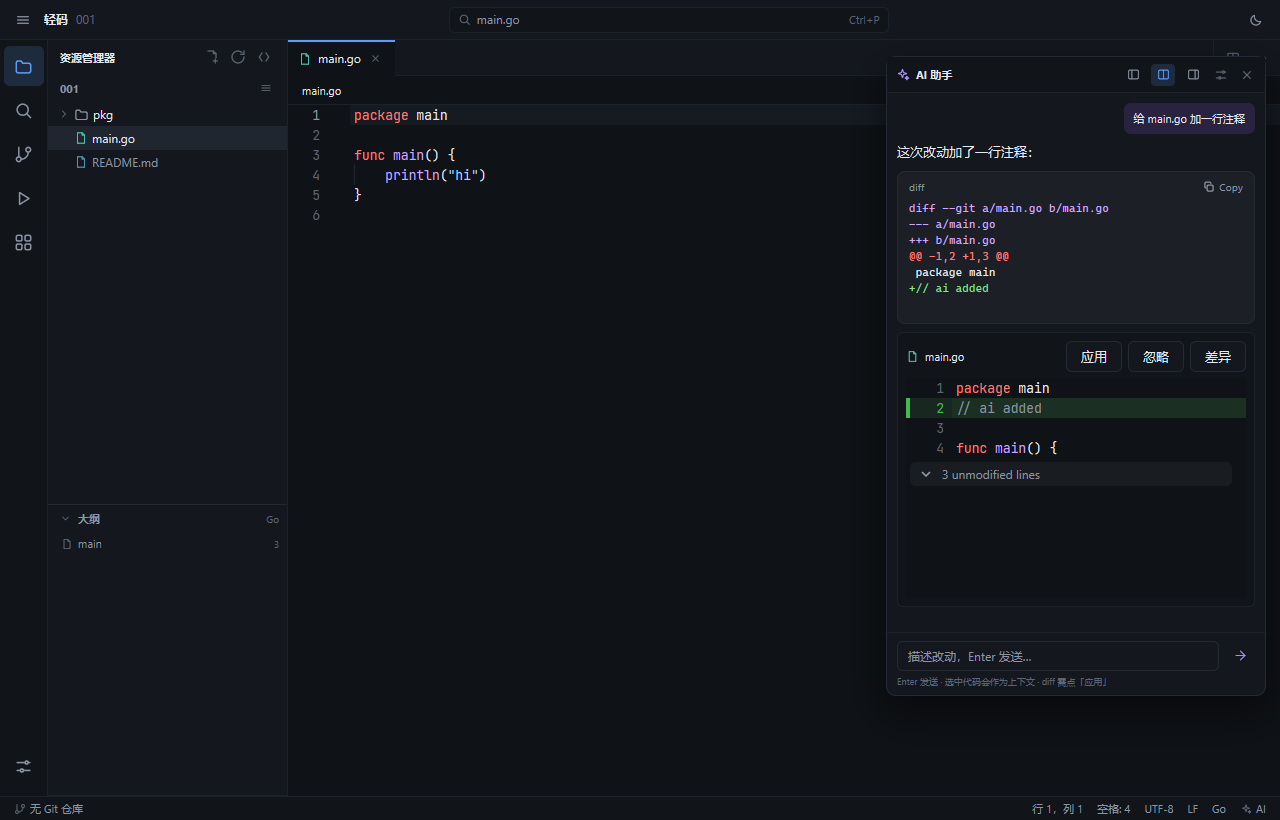 轻码 001
main.go Ctrl+P
资源管理器
001
pkg
main.go
README.md
大纲 Go
main 3
main.go
main.go
1 package main
2
3 func main() {
4 println("hi")
5 }
6
AI 助手
给 main.go 加一行注释
这次改动加了一行注释：
diff Copy
diff --git a/main.go b/main.go
--- a/main.go
+++ b/main.go
@@ -1,2 +1,3 @@
package main
+// ai added
main.go 应用 忽略 差异
1 package main
2 // ai added
3
4 func main() {
3 unmodified lines
描述改动，Enter 发送...
Enter 发送 · 选中代码会作为上下文 · diff 需点「应用」
无 Git 仓库 行 1，列 1 空格: 4 UTF-8 LF Go AI